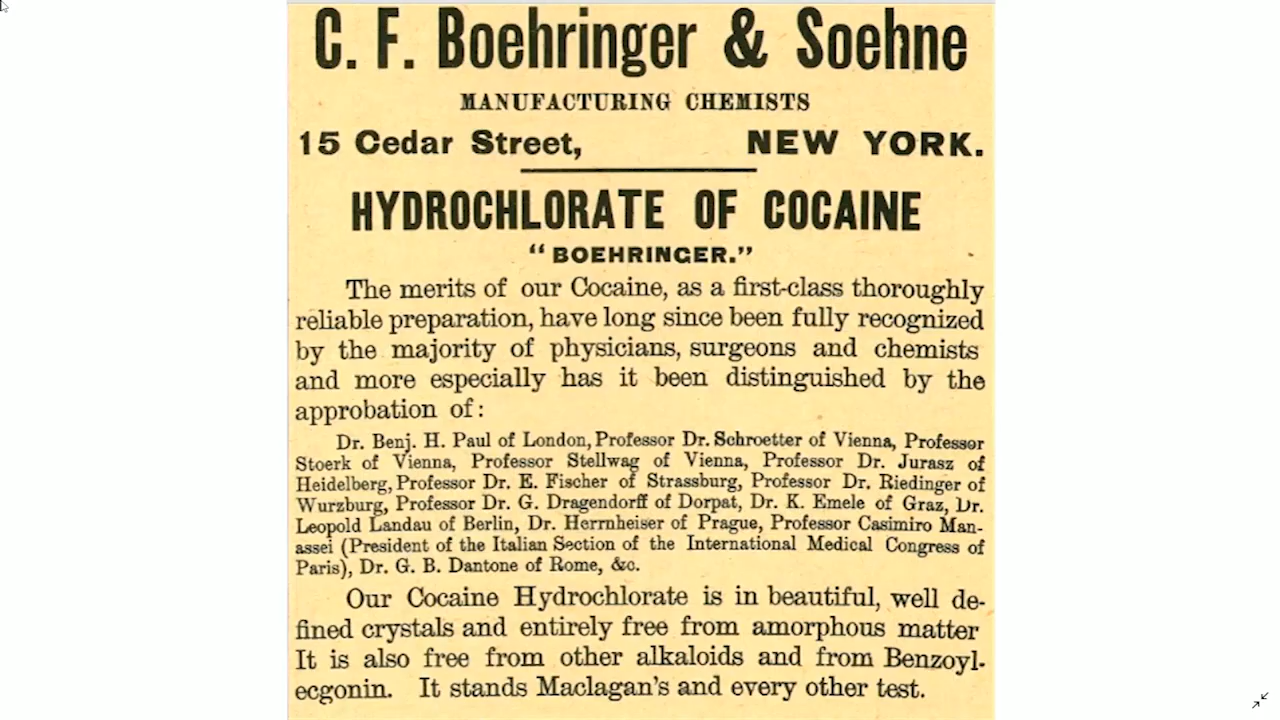 C. F. Boehringer & Soehne
MANUFACTURING CHEMISTS
15 Cedar Street, NEW YORK.
HYDROCHLORATE OF COCAINE
“BOEHRINGER.”
The merits of our Cocaine, as a first-class thoroughly
reliable preparation, have long since been fully recognized
by the majority of physicians, surgeons and chemists
and more especially has it been distinguished by the
approbation of:
Dr. Benj. H. Paul of London, Professor Dr. Schroetter of Vienna, Professor
Stoerk of Vienna, Professor Stellwag of Vienna, Professor Dr. Jurasz of
Heidelberg, Professor Dr. E. Fischer of Strassburg, Professor Dr. Riedinger of
Wurzburg, Professor Dr. G. Dragendorff of Dorpat, Dr. K. Emele of Graz, Dr.
Leopold Landau of Berlin, Dr. Herrnheiser of Prague, Professor Casimiro Man-
assei (President of the Italian Section of the International Medical Congress of
Paris), Dr. G. B. Dantone of Rome, &c.
Our Cocaine Hydrochlorate is in beautiful, well de-
fined crystals and entirely free from amorphous matter
It is also free from other alkaloids and from Benzoyl-
ecgonin. It stands Maclagan's and every other test.